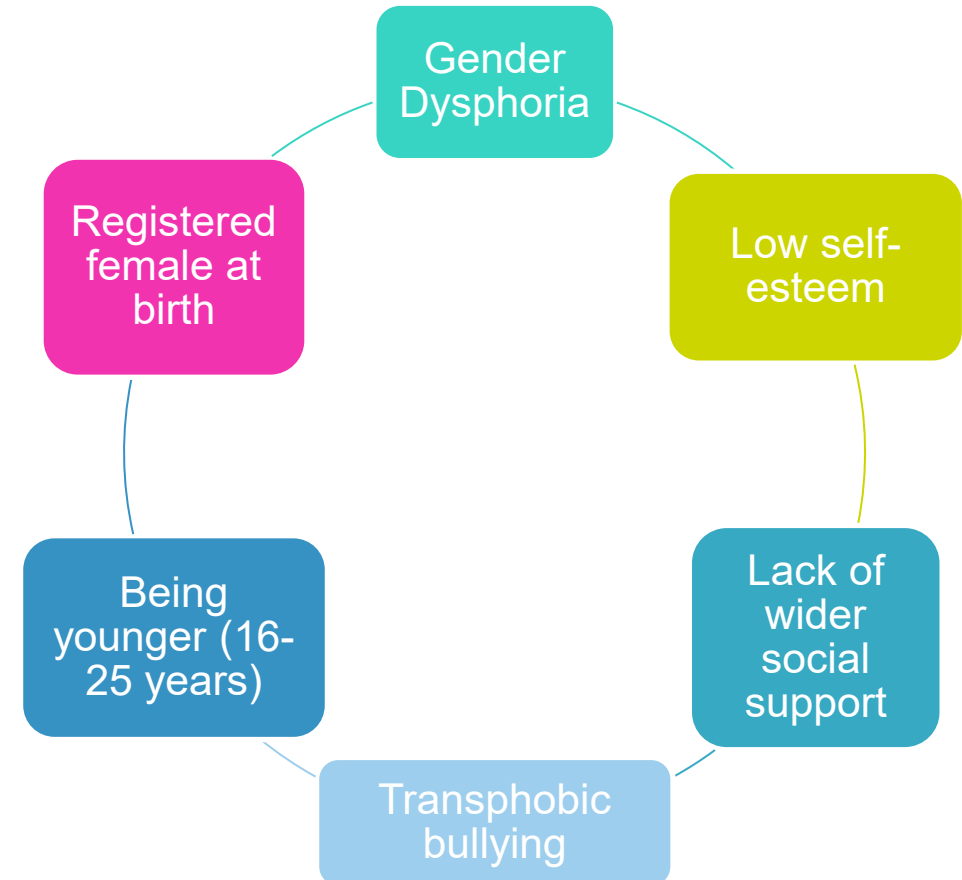 Gender
Dysphoria
Low self-
esteem
Lack of
wider
social
support
Transphobic
bullying
Being
younger (16-
25 years)
Registered
female at
birth